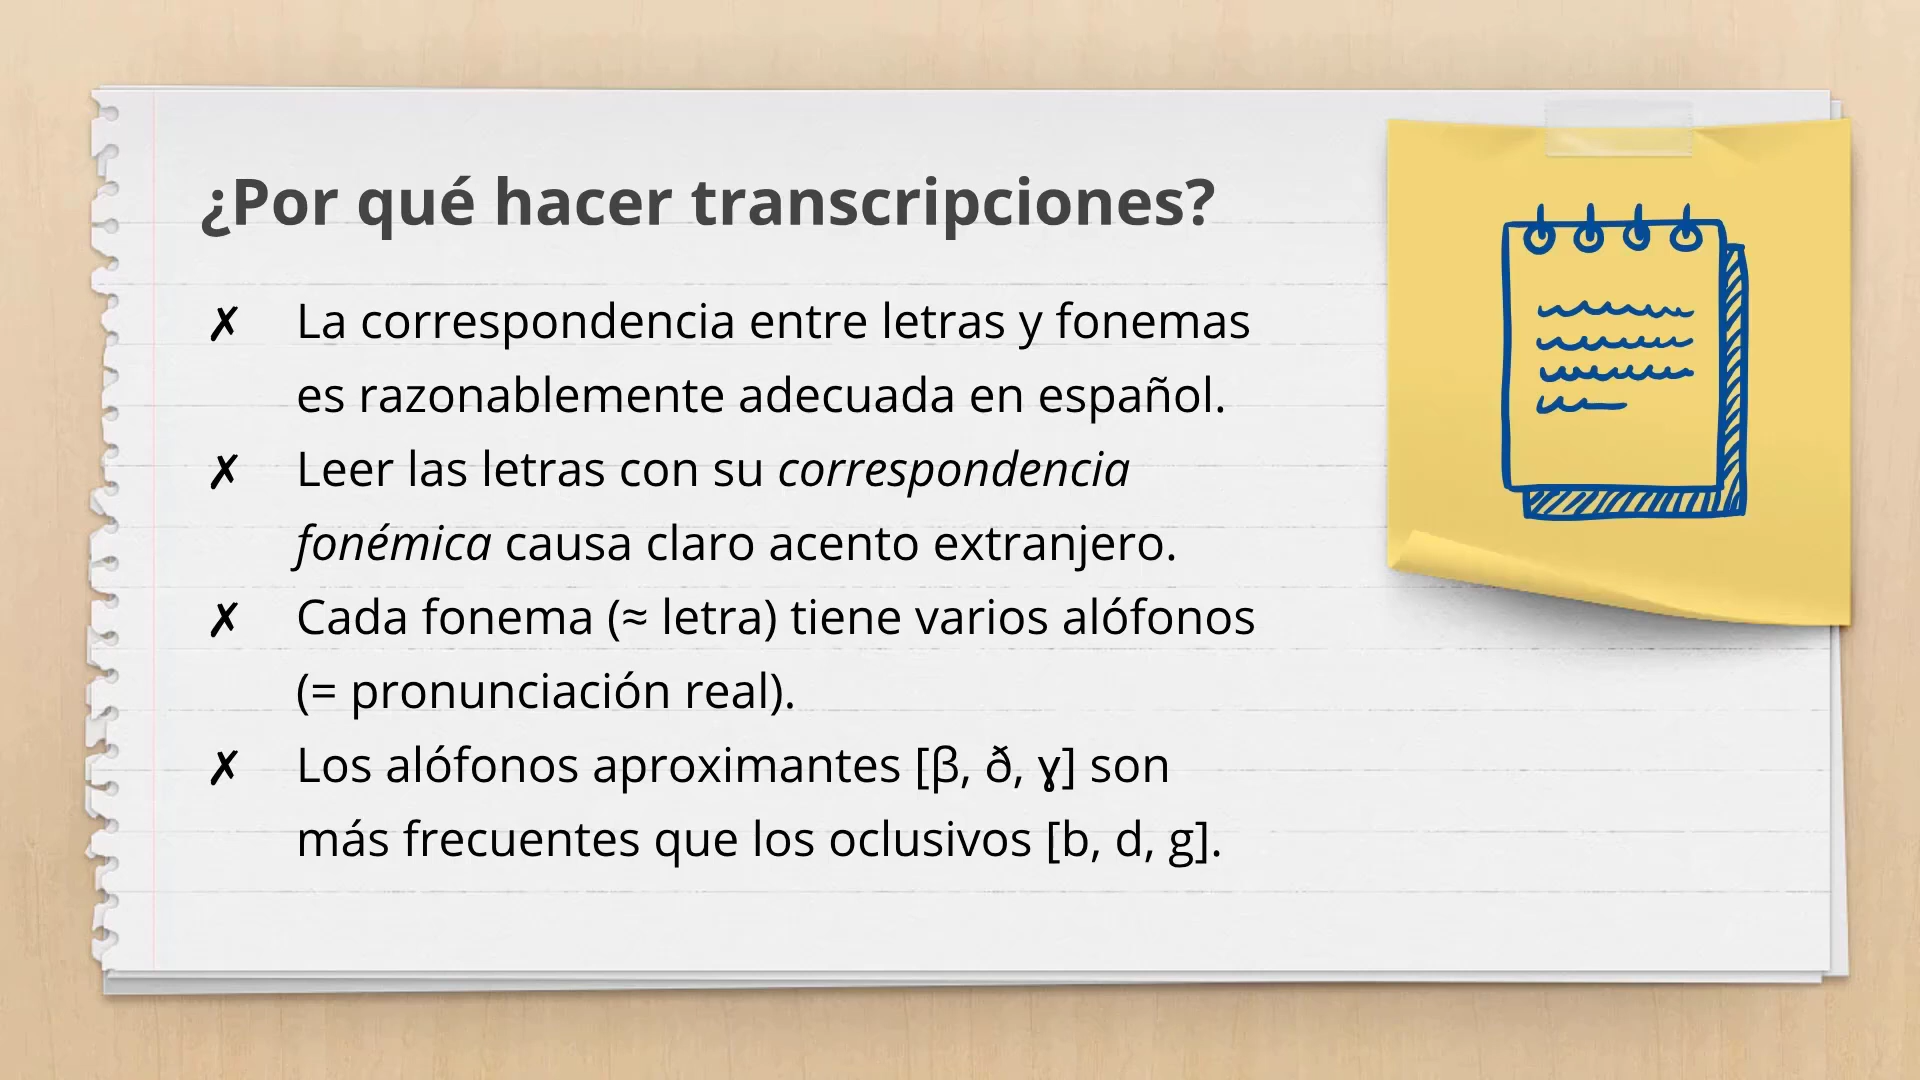 ¿Por qué hacer transcripciones?
✗ La correspondencia entre letras y fonemas
es razonablemente adecuada en español.
✗ Leer las letras con su correspondencia
fonémica causa claro acento extranjero.
✗ Cada fonema (≈ letra) tiene varios alófonos
(= pronunciación real).
✗ Los alófonos aproximantes [β, ð, ɣ] son
más frecuentes que los oclusivos [b, d, g].